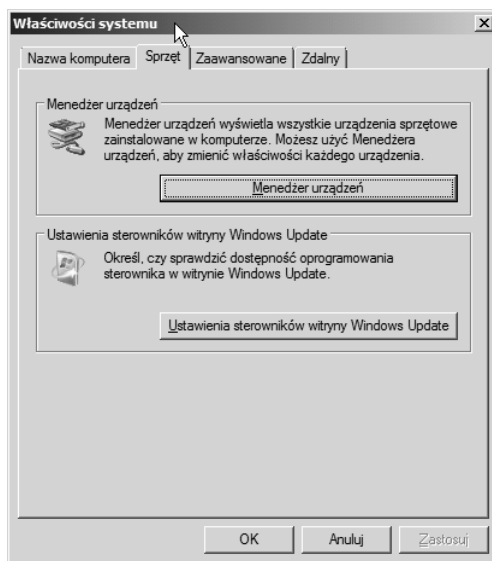 Właściwości systemu
Nazwa komputera Sprzęt Zaawansowane Zdalny
Menedżer urządzeń
Menedżer urządzeń wyświetla wszystkie urządzenia sprzętowe
zainstalowane w komputerze. Możesz użyć Menedżera
urządzeń, aby zmienić właściwości każdego urządzenia.
Menedżer urządzeń
Ustawienia sterowników witryny Windows Update
Określ, czy sprawdzić dostępność oprogramowania
sterownika w witrynie Windows Update.
Ustawienia sterowników witryny Windows Update
OK Anuluj Zastosuj